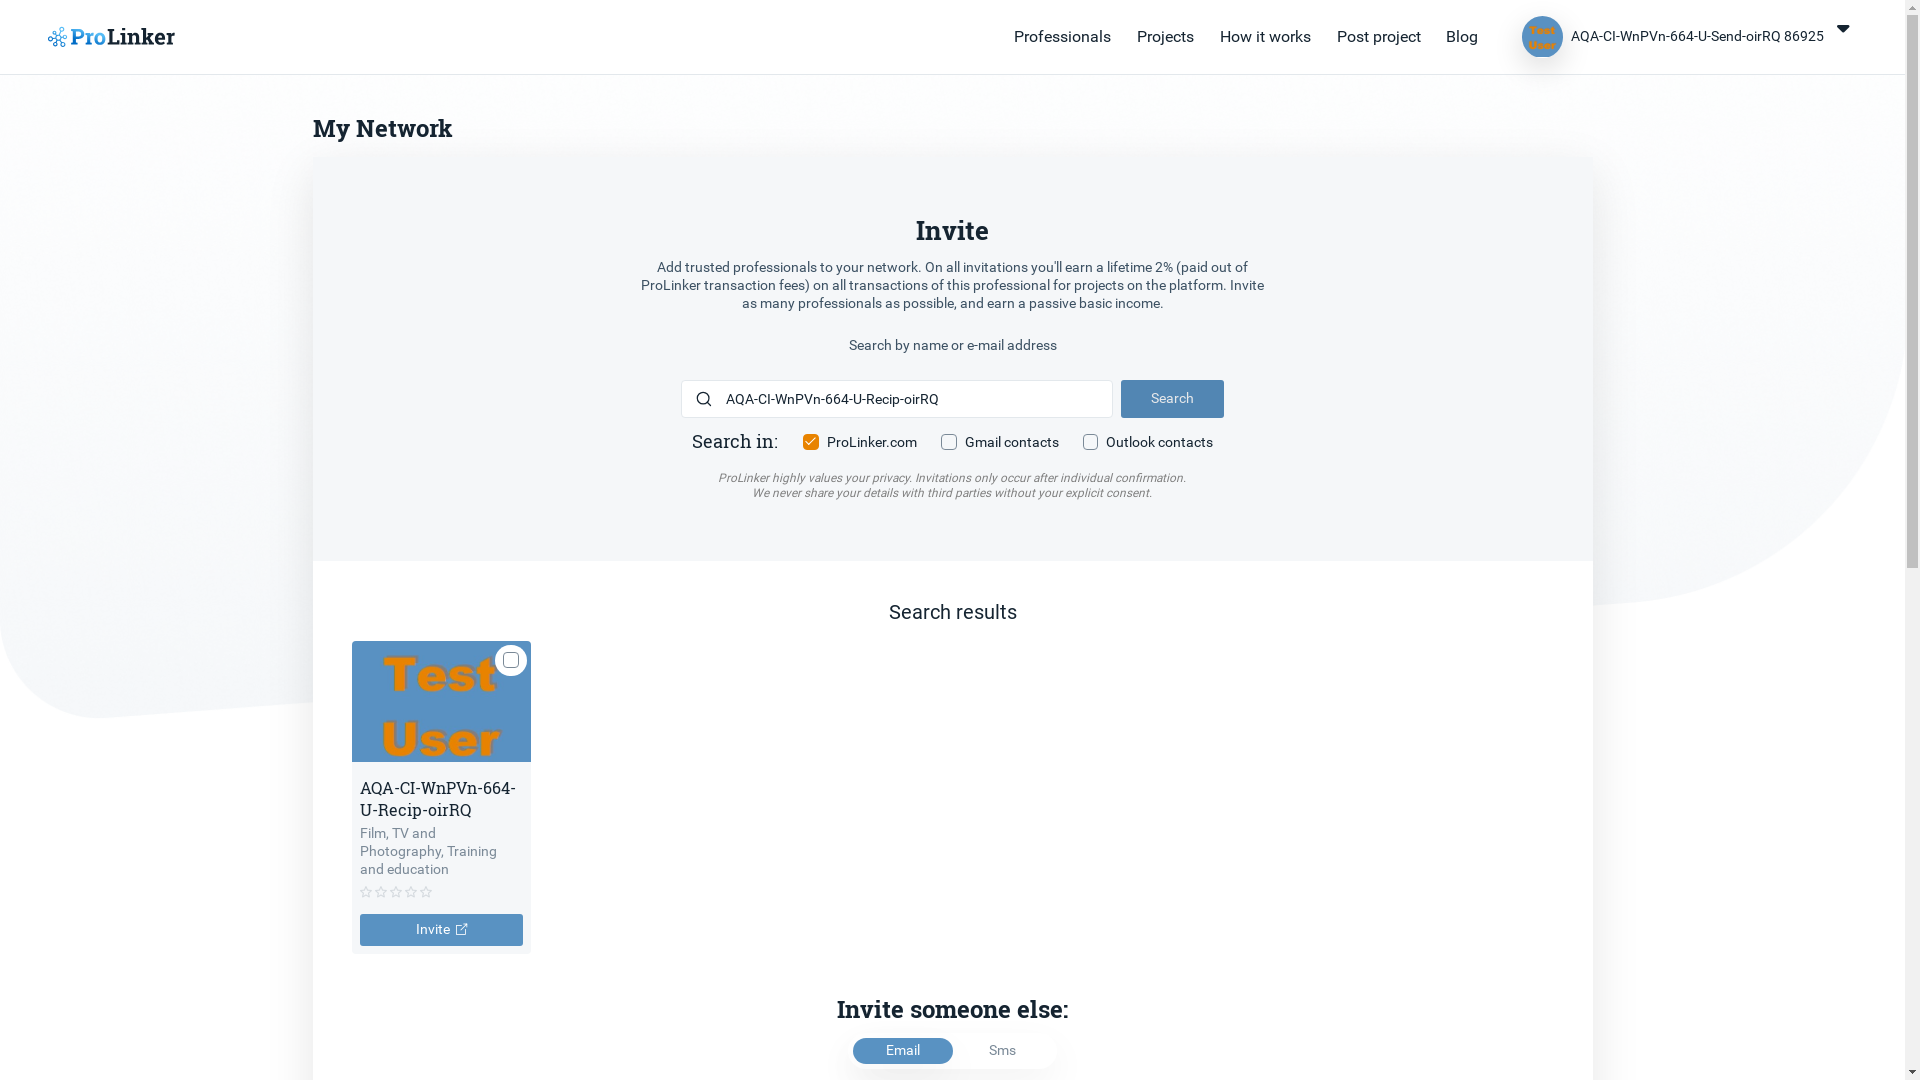 ProLinker
Professionals
Projects
How it works
Post project
Blog
Test
User
AQA-CI-WnPVn-664-U-Send-oirRQ 86925
My Network
Invite
Add trusted professionals to your network. On all invitations you'll earn a lifetime 2% (paid out of
ProLinker transaction fees) on all transactions of this professional for projects on the platform. Invite
as many professionals as possible, and earn a passive basic income.
Search by name or e-mail address
AQA-CI-WnPVn-664-U-Recip-oirRQ
Search
Search in:
ProLinker.com
Gmail contacts
Outlook contacts
ProLinker highly values your privacy. Invitations only occur after individual confirmation.
We never share your details with third parties without your explicit consent.
Search results
Test
User
AQA-CI-WnPVn-664-
U-Recip-oirRQ
Film, TV and
Photography, Training
and education
Invite
Invite someone else:
Email
Sms